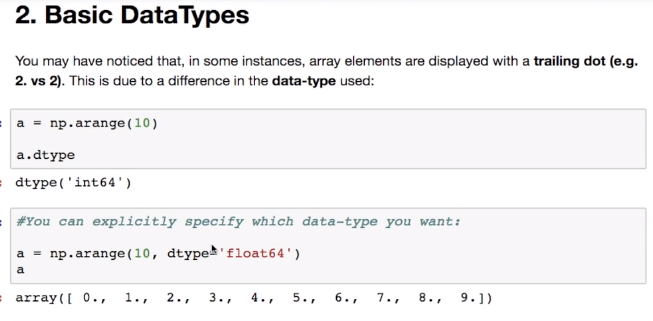 2. Basic DataTypes
You may have noticed that, in some instances, array elements are displayed with a trailing dot (e.g.
2. vs 2). This is due to a difference in the data-type used:
a = np.arange(10)
a.dtype
dtype('int64')
#You can explicitly specify which data-type you want:
a = np.arange(10, dtype='float64')
a
array([ 0., 1., 2., 3., 4., 5., 6., 7., 8., 9.])